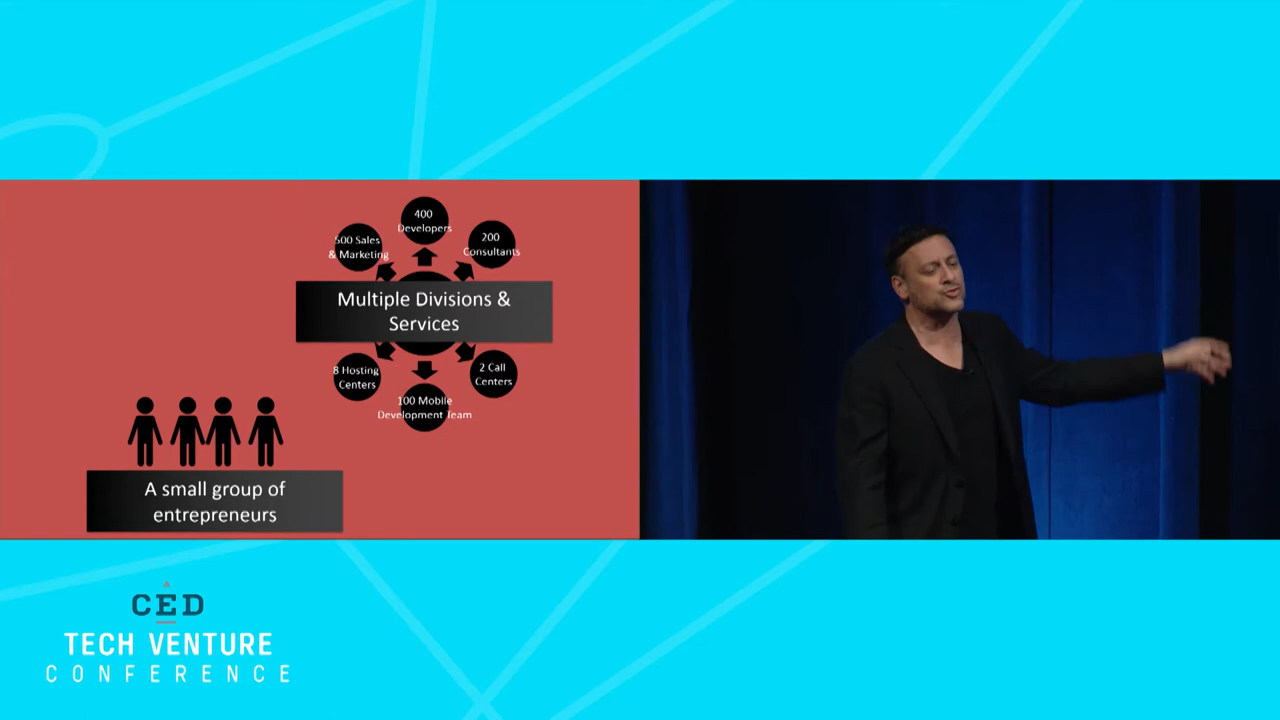 400
Developers
500 Sales
& Marketing
200
Consultants
Multiple Divisions &
Services
8 Hosting
Centers
2 Call
Centers
100 Mobile
Development Team
A small group of
entrepreneurs
CED
TECH VENTURE
CONFERENCE